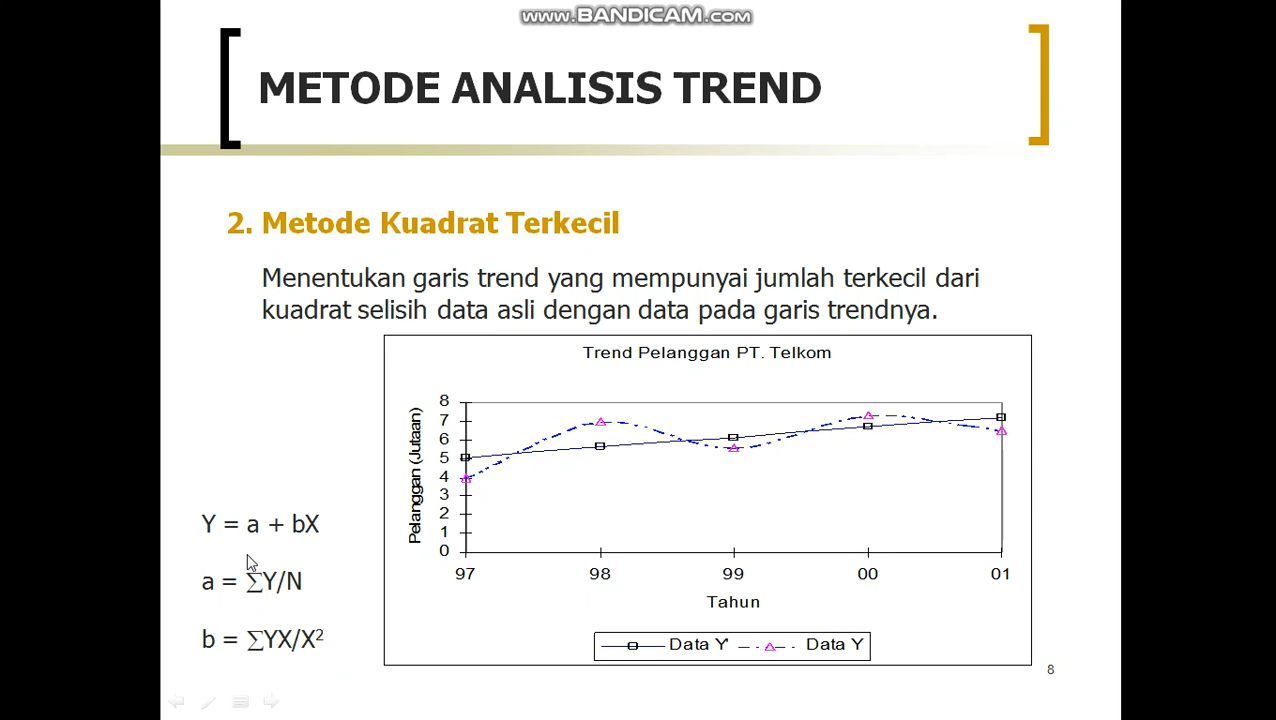 www.BANDICAM.com
METODE ANALISIS TREND
2. Metode Kuadrat Terkecil
Menentukan garis trend yang mempunyai jumlah terkecil dari
kuadrat selisih data asli dengan data pada garis trendnya.
Trend Pelanggan PT. Telkom
Pelanggan (Jutaan)
8
7
6
5
4
3
2
1
0
97 98 99 00 01
Tahun
Data Y' Data Y
Y = a + bX
a = ∑Y/N
b = ∑YX/X²
8